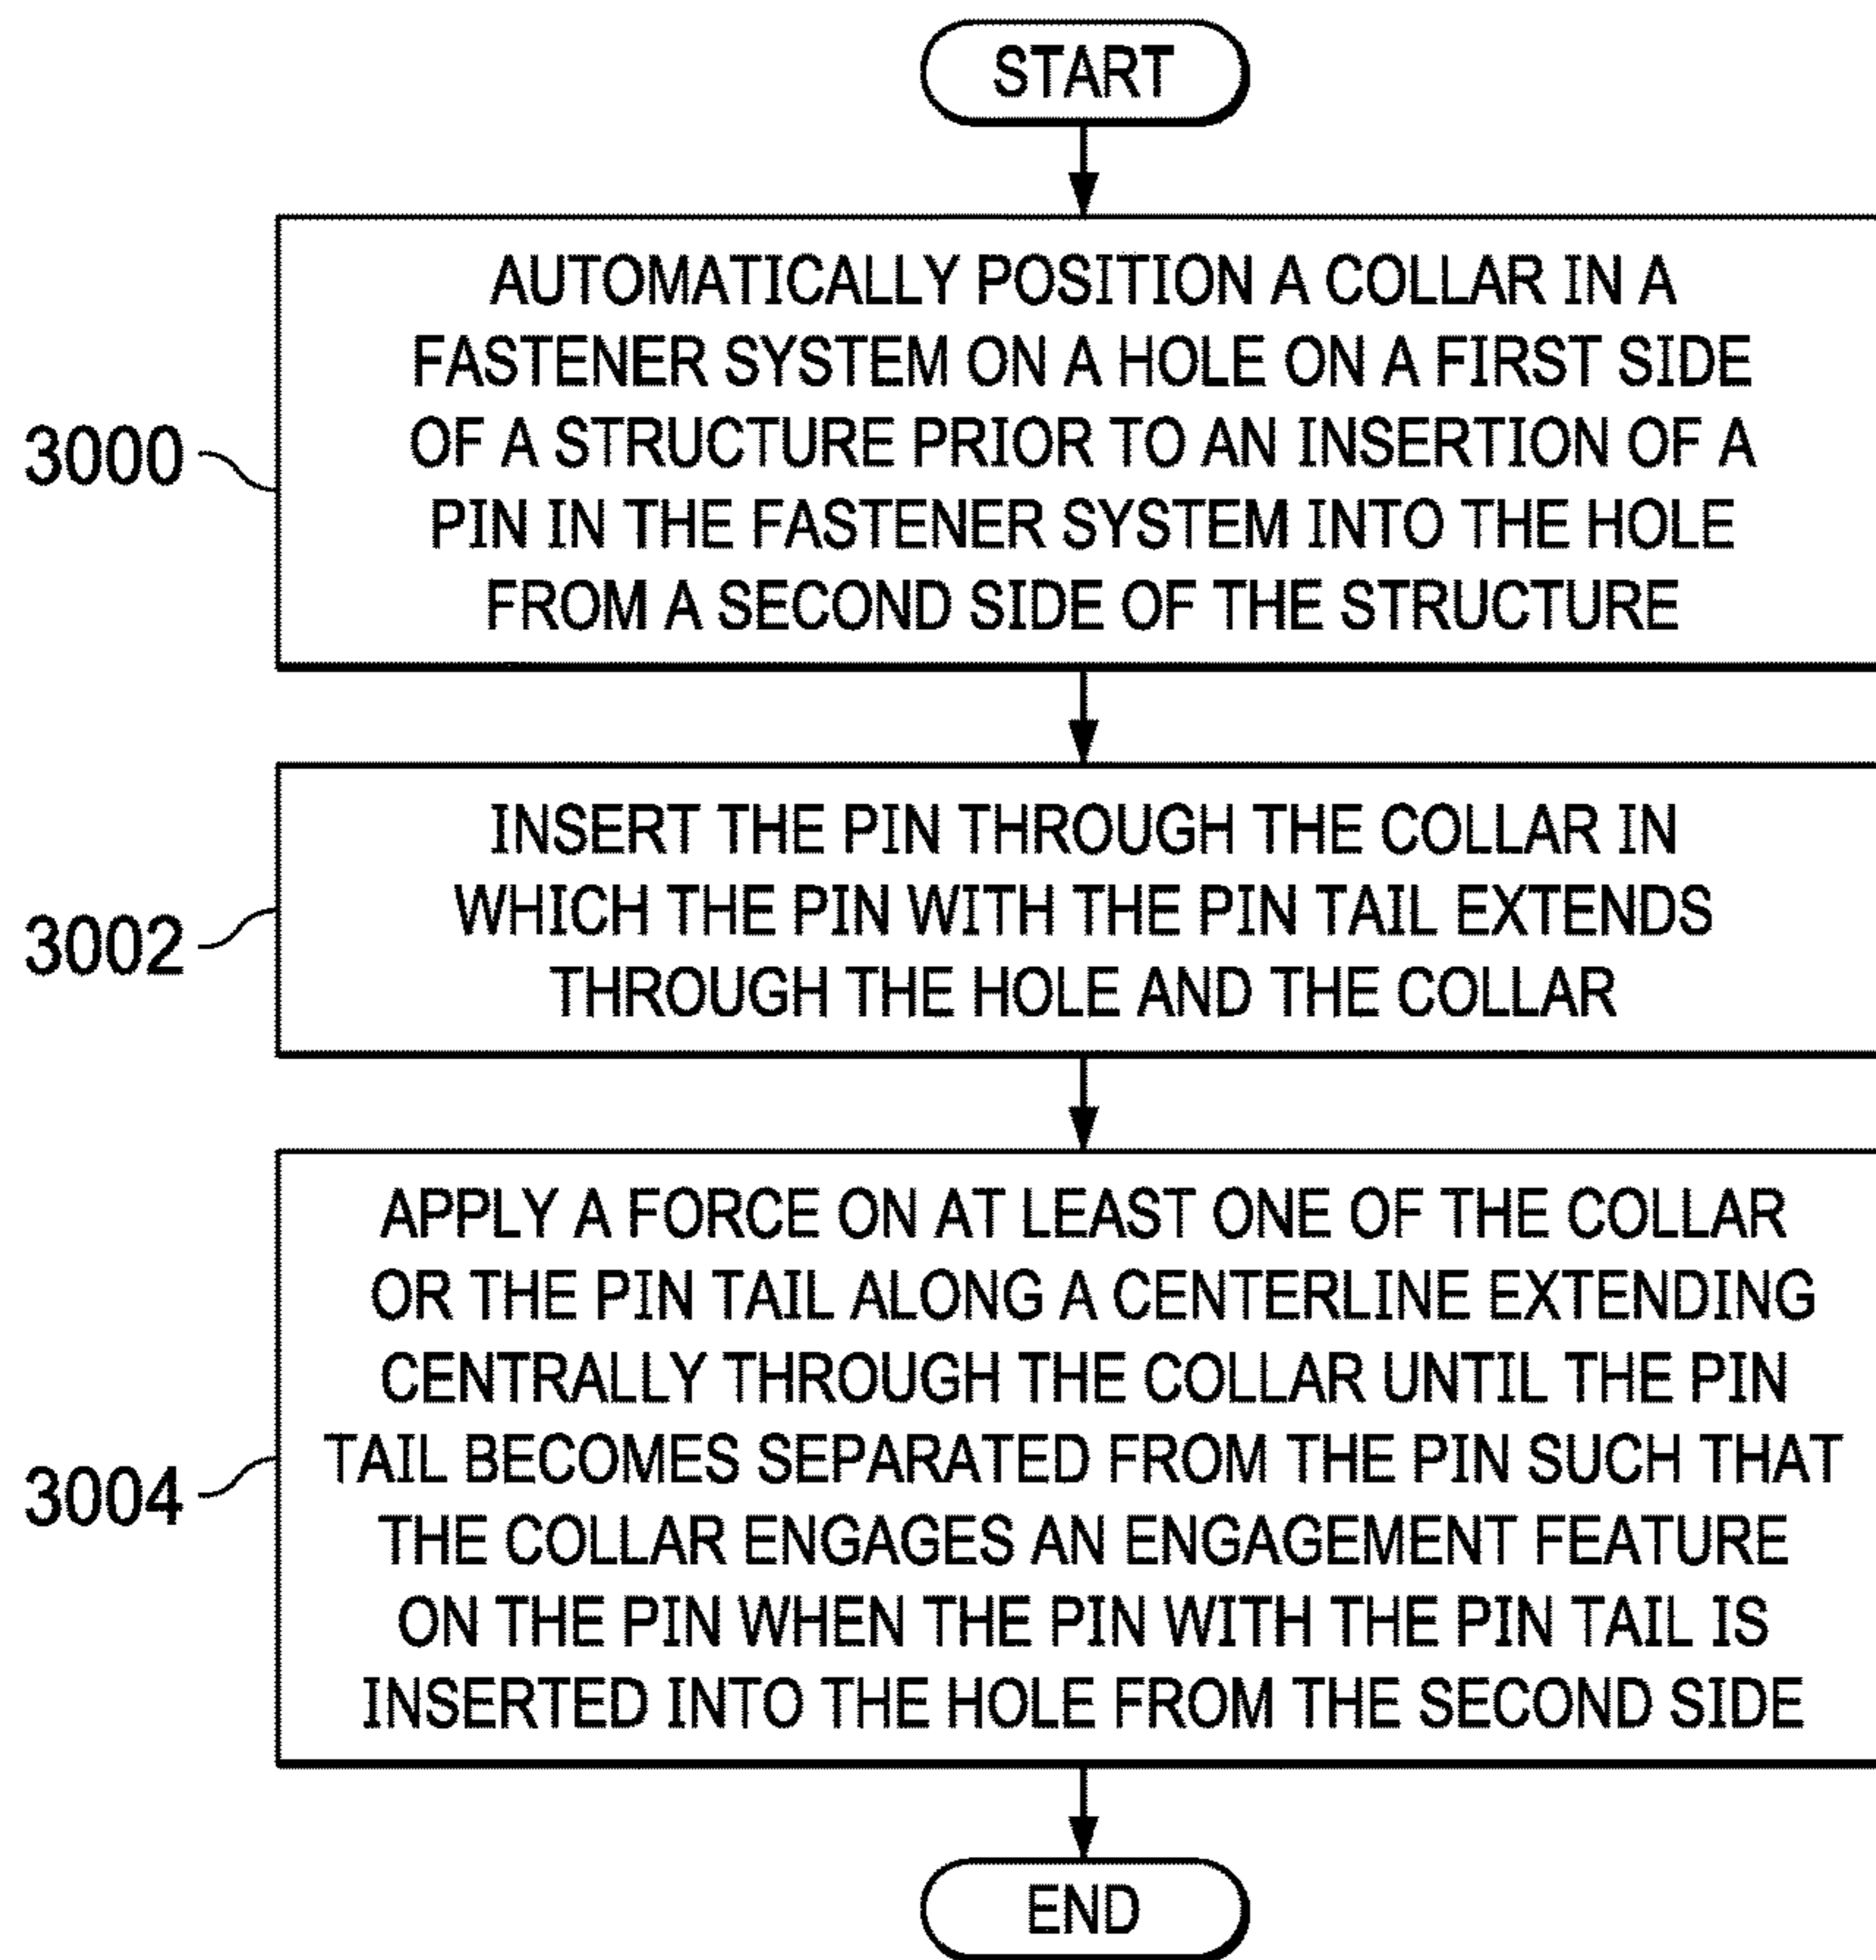 START
AUTOMATICALLY POSITION A COLLAR IN A
FASTENER SYSTEM ON A HOLE ON A FIRST SIDE
OF A STRUCTURE PRIOR TO AN INSERTION OF A
PIN IN THE FASTENER SYSTEM INTO THE HOLE
FROM A SECOND SIDE OF THE STRUCTURE
3000
INSERT THE PIN THROUGH THE COLLAR IN
WHICH THE PIN WITH THE PIN TAIL EXTENDS
THROUGH THE HOLE AND THE COLLAR
3002
APPLY A FORCE ON AT LEAST ONE OF THE COLLAR
OR THE PIN TAIL ALONG A CENTERLINE EXTENDING
CENTRALLY THROUGH THE COLLAR UNTIL THE PIN
TAIL BECOMES SEPARATED FROM THE PIN SUCH THAT
THE COLLAR ENGAGES AN ENGAGEMENT FEATURE
ON THE PIN WHEN THE PIN WITH THE PIN TAIL IS
INSERTED INTO THE HOLE FROM THE SECOND SIDE
3004
END